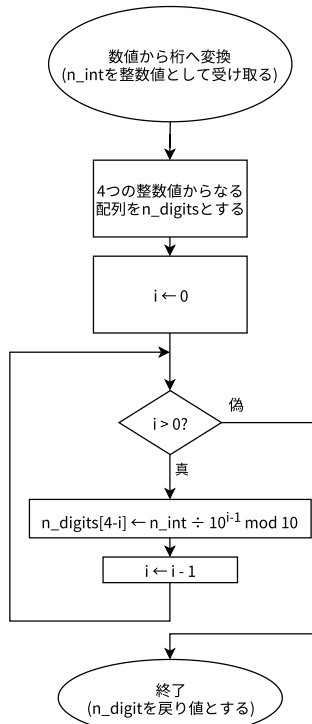 数値から桁へ変換
(n_intを整数値として受け取る)
4つの整数値からなる
配列をn_digitsとする
i ← 0
i > 0?
偽
真
n_digits[4-i] ← n_int ÷ 10^{i-1} mod 10
i ← i - 1
終了
(n_digitを戻り値とする)